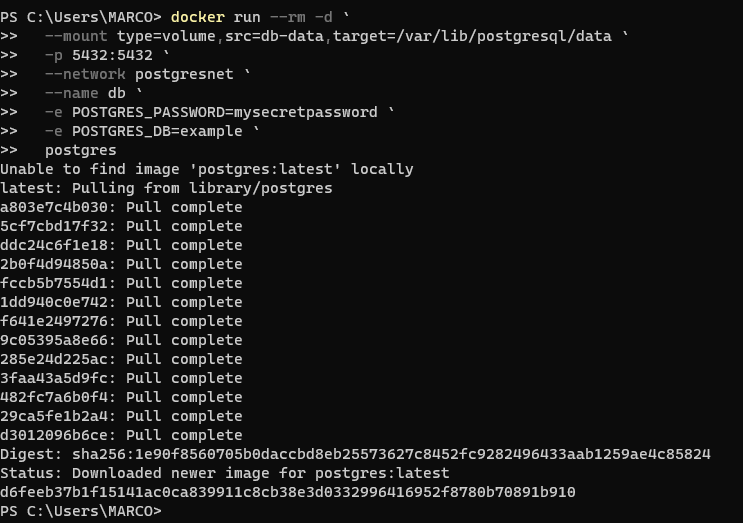 PS C:\Users\MARCO> docker run --rm -d `
>>   --mount type=volume,src=db-data,target=/var/lib/postgresql/data `
>>   -p 5432:5432 `
>>   --network postgresnet `
>>   --name db `
>>   -e POSTGRES_PASSWORD=mysecretpassword `
>>   -e POSTGRES_DB=example `
>>   postgres
Unable to find image 'postgres:latest' locally
latest: Pulling from library/postgres
a803e7c4b030: Pull complete
5cf7cbd17f32: Pull complete
ddc24c6f1e18: Pull complete
2b0f4d94850a: Pull complete
fccb5b7554d1: Pull complete
1dd940c0e742: Pull complete
f641e2497276: Pull complete
9c05395a8e66: Pull complete
285e24d225ac: Pull complete
3faa43a5d9fc: Pull complete
482fc7a6b0f4: Pull complete
29ca5fe1b2a4: Pull complete
d3012096b6ce: Pull complete
Digest: sha256:1e90f8560705b0daccbd8eb25573627c8452fc9282496433aab1259ae4c85824
Status: Downloaded newer image for postgres:latest
d6feeb37b1f15141ac0ca839911c8cb38e3d0332996416952f8780b70891b910
PS C:\Users\MARCO>